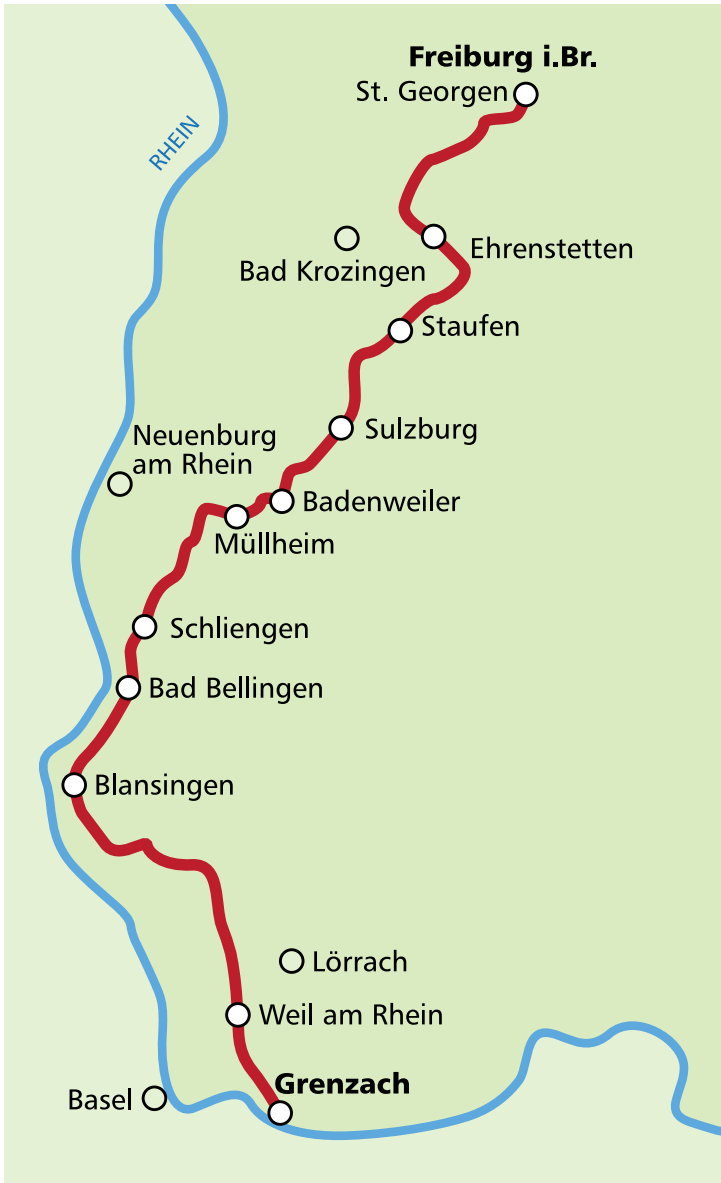 Freiburg i.Br.
St. Georgen
RHEIN
Ehrenstetten
Bad Krozingen
Staufen
Sulzburg
Neuenburg
am Rhein
Badenweiler
Müllheim
Schliengen
Bad Bellingen
Blansingen
Lörrach
Weil am Rhein
Grenzach
Basel